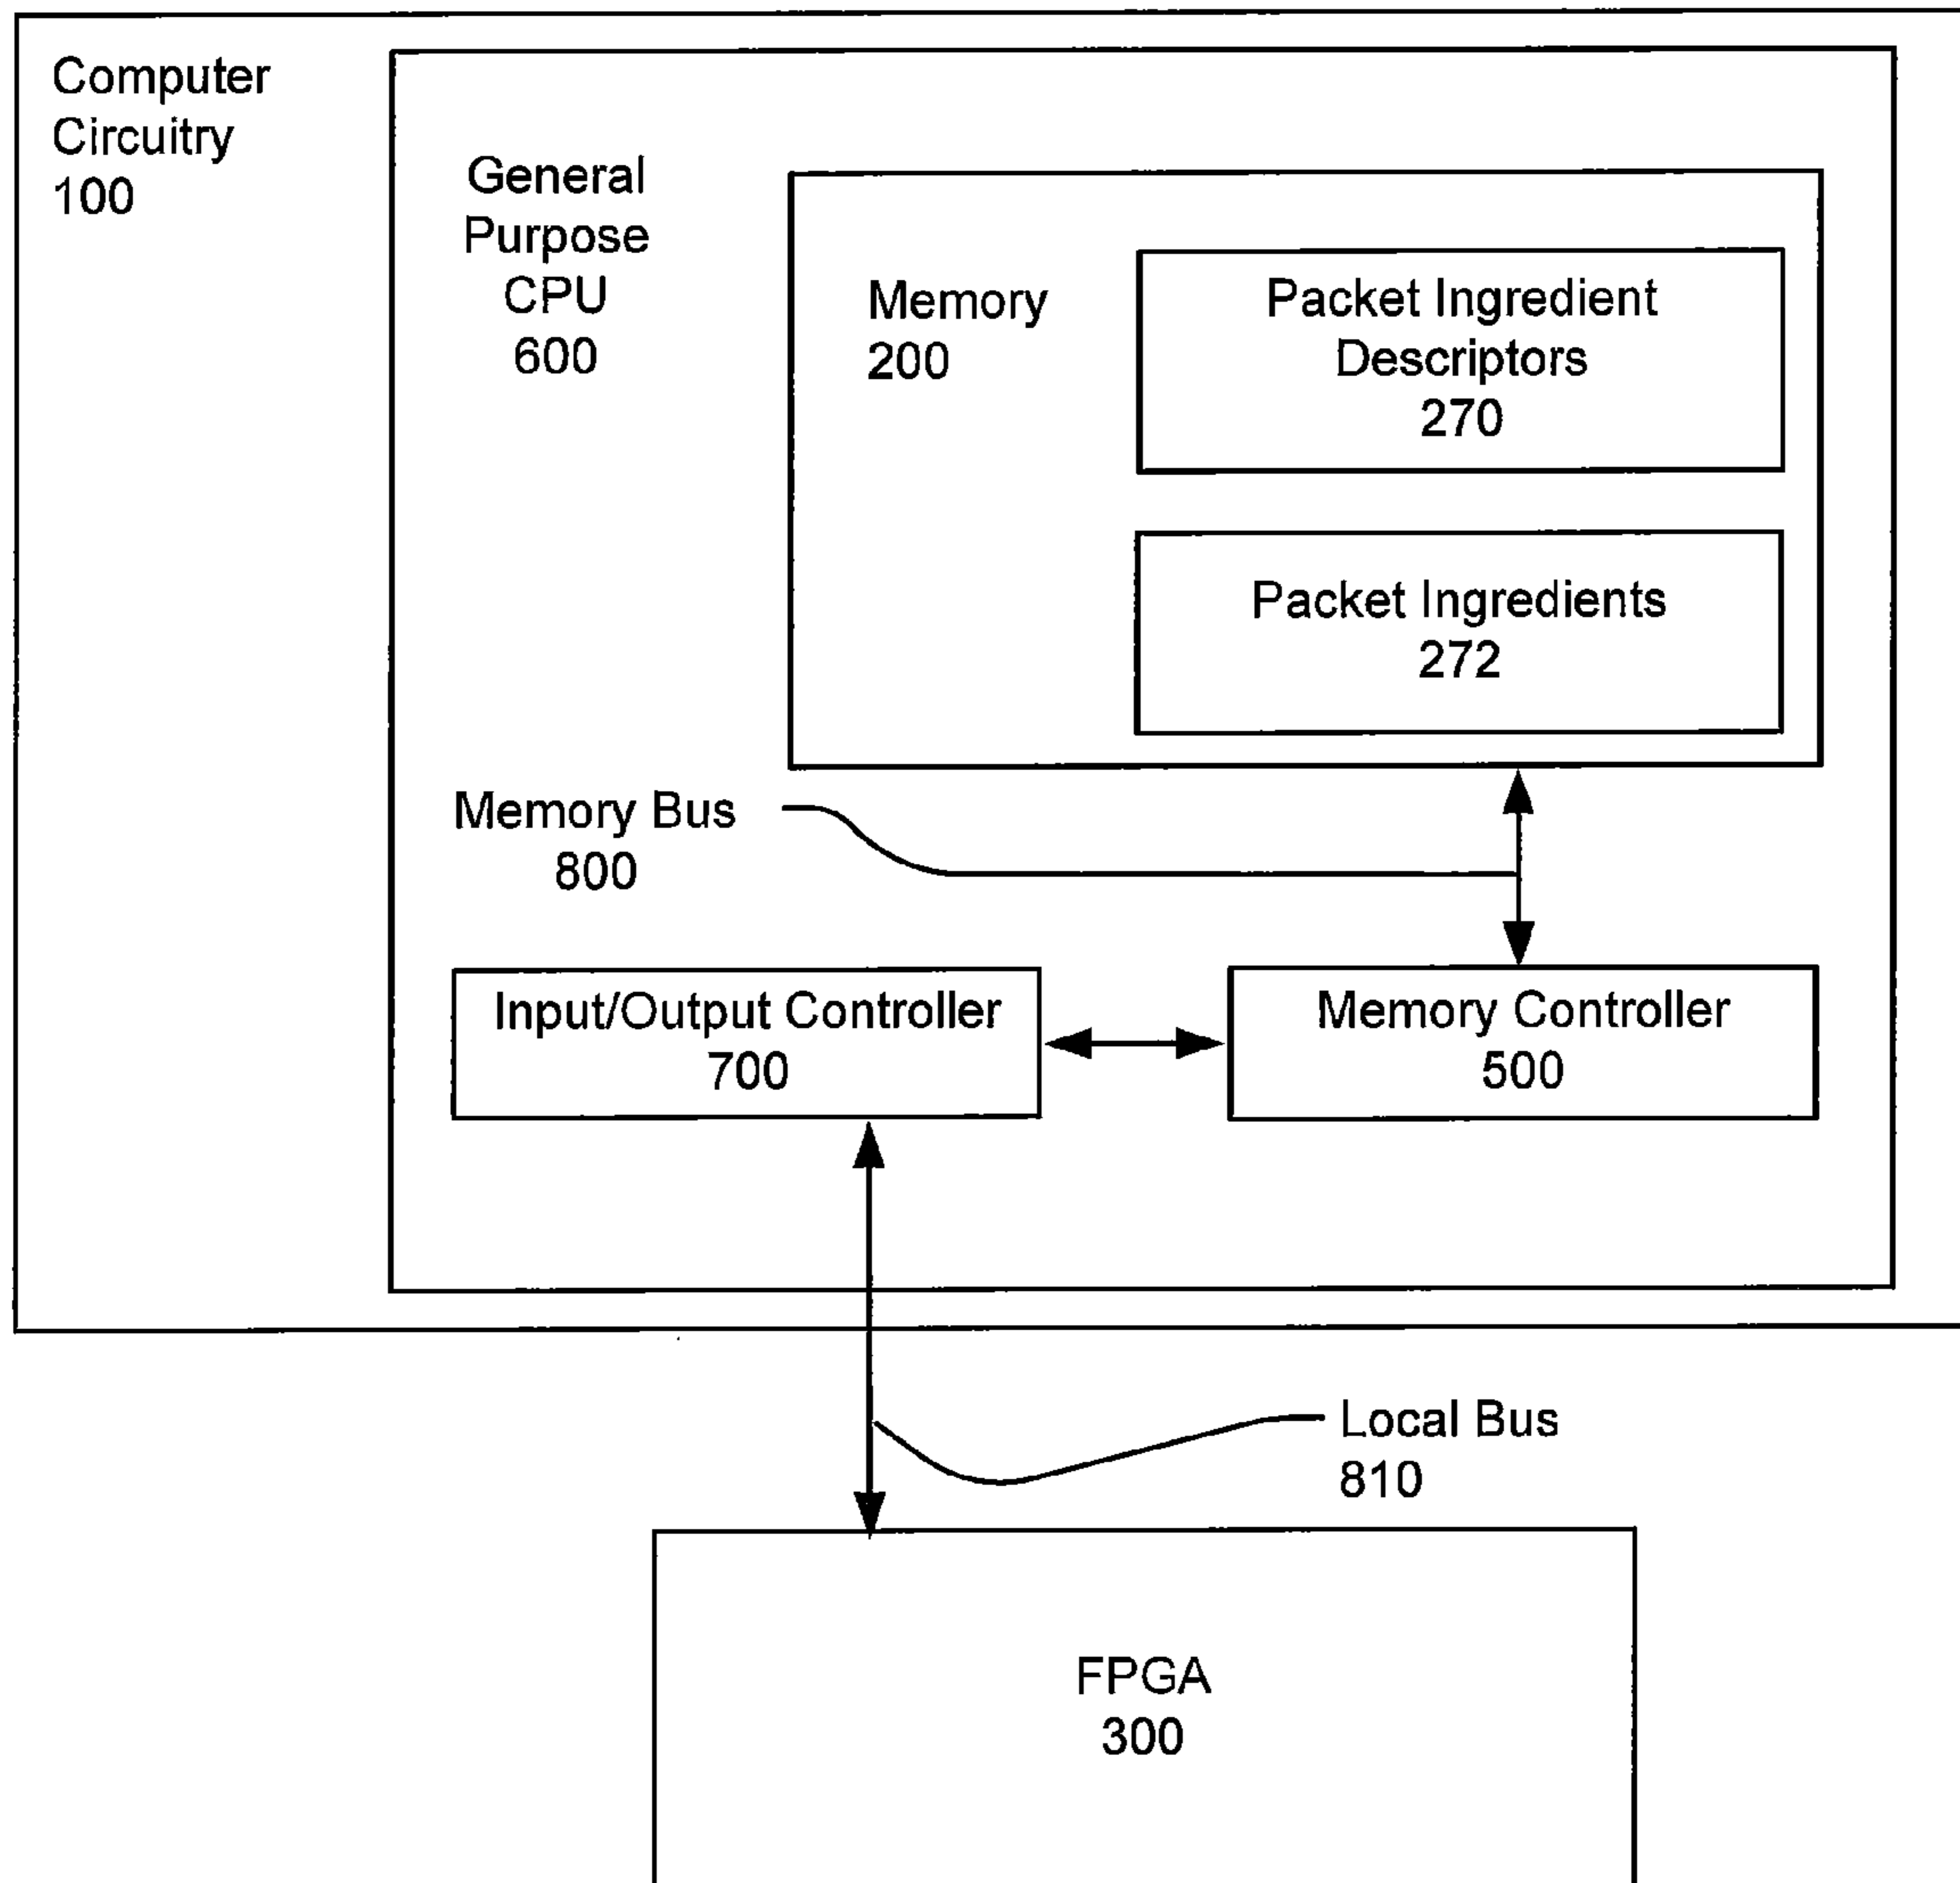 Computer
Circuitry
100
General
Purpose
CPU
600
Memory
200
Packet Ingredient
Descriptors
270
Packet Ingredients
272
Memory Bus
800
Input/Output Controller
700
Memory Controller
500
Local Bus
810
FPGA
300